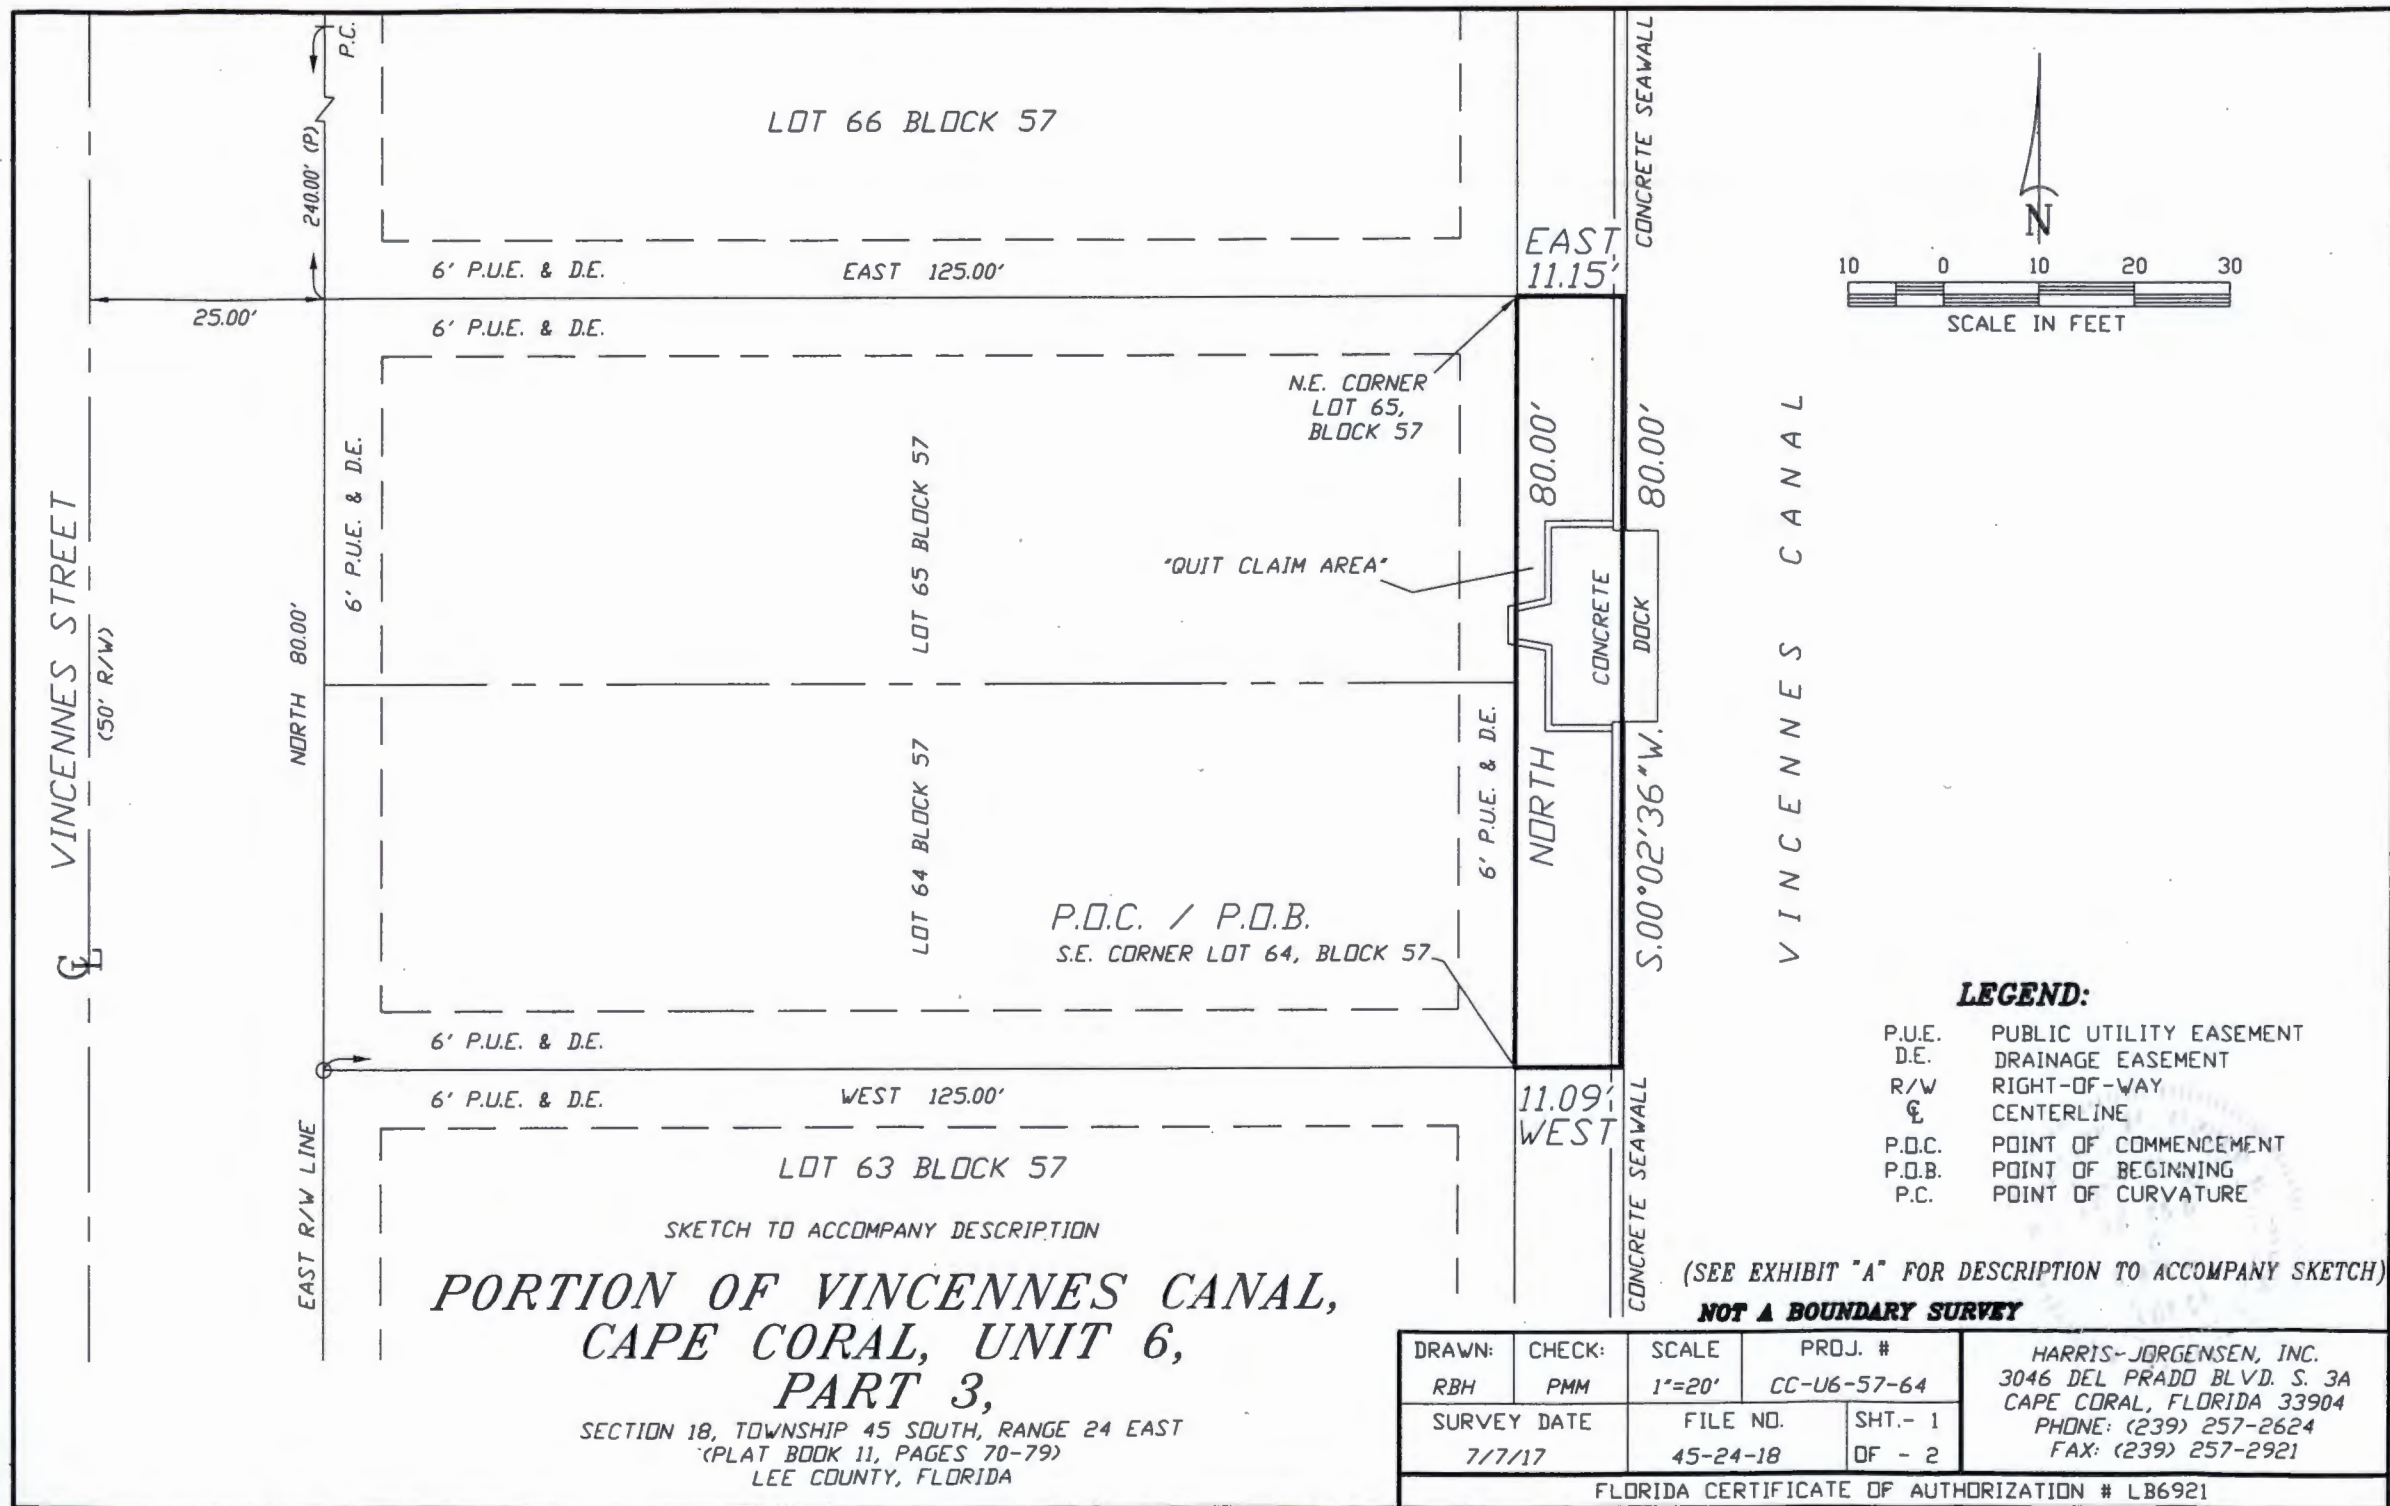 P.C.
240.00' (P)
LOT 66 BLOCK 57
CONCRETE SEAWALL
N
10 0 10 20 30
SCALE IN FEET
6' P.U.E. & D.E.
EAST 125.00'
EAST
11.15'
25.00'
6' P.U.E. & D.E.
N.E. CORNER
LOT 65,
BLOCK 57
80.00'
80.00'
6' P.U.E. & D.E.
LOT 65 BLOCK 57
"QUIT CLAIM AREA"
CONCRETE
DOCK
VINCENNES CANAL
VINCENNES STREET
(50' R/W)
NORTH 80.00'
LOT 64 BLOCK 57
6' P.U.E. & D.E.
NORTH
S.00°02'36"W.
P.O.C. / P.O.B.
S.E. CORNER LOT 64, BLOCK 57
CL
6' P.U.E. & D.E.
6' P.U.E. & D.E.
WEST 125.00'
11.09'
WEST
CONCRETE SEAWALL
EAST R/W LINE
LOT 63 BLOCK 57
LEGEND:
P.U.E. PUBLIC UTILITY EASEMENT
D.E. DRAINAGE EASEMENT
R/W RIGHT-OF-WAY
CL CENTERLINE
P.O.C. POINT OF COMMENCEMENT
P.O.B. POINT OF BEGINNING
P.C. POINT OF CURVATURE
SKETCH TO ACCOMPANY DESCRIPTION
PORTION OF VINCENNES CANAL,
CAPE CORAL, UNIT 6,
PART 3,
SECTION 18, TOWNSHIP 45 SOUTH, RANGE 24 EAST
(PLAT BOOK 11, PAGES 70-79)
LEE COUNTY, FLORIDA
(SEE EXHIBIT "A" FOR DESCRIPTION TO ACCOMPANY SKETCH)
NOT A BOUNDARY SURVEY
DRAWN: CHECK: SCALE PROJ. #
RBH PMM 1"=20' CC-U6-57-64
SURVEY DATE FILE NO. SHT.- 1
7/7/17 45-24-18 OF - 2
HARRIS-JORGENSEN, INC.
3046 DEL PRADO BLVD. S. 3A
CAPE CORAL, FLORIDA 33904
PHONE: (239) 257-2624
FAX: (239) 257-2921
FLORIDA CERTIFICATE OF AUTHORIZATION # LB6921